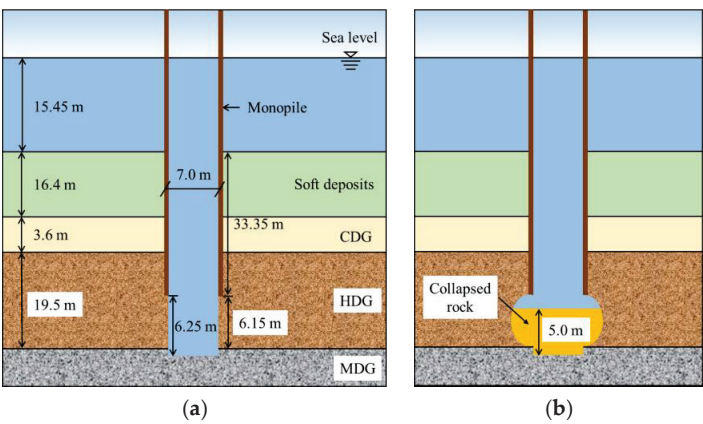 Sea level
15.45 m
Monopile
7.0 m
16.4 m
Soft deposits
33.35 m
3.6 m
CDG
19.5 m
HDG
6.25 m
6.15 m
MDG
(a)
Collapsed
rock
5.0 m
(b)